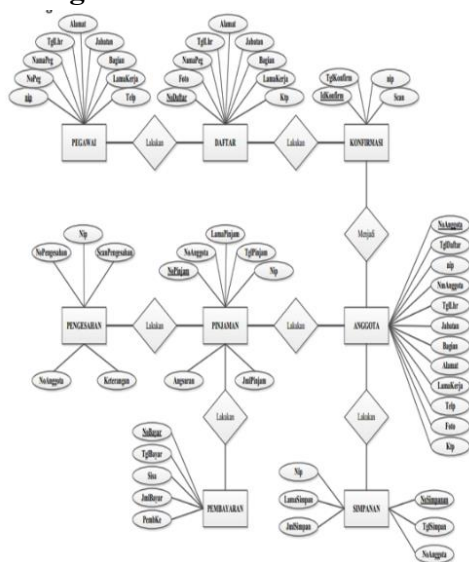 Alamat
Alamat
TglLhr
Jabatan
TglLhr
Jabatan
NamaPeg
Bagian
NamaPeg
Bagian
TglKonfirm
nip
NoPeg
LamaKerja
Foto
LamaKerja
nip
Telp
NoDaftar
Ktp
IdKonfirm
Scan
PEGAWAI
Lakukan
DAFTAR
Lakukan
KONFIRMASI
Menjadi
Nip
NoPengesahan
ScanPengesahan
LamaPinjam
NoAnggota
TglPinjam
NoPinjam
Nip
PENGESAHAN
Lakukan
PINJAMAN
Lakukan
ANGGOTA
NoAnggota
TglDaftar
nip
NmAnggota
TglLhr
Jabatan
Bagian
Alamat
LamaKerja
Telp
Foto
Ktp
NoAnggota
Keterangan
Angsuran
JmlPinjam
Lakukan
Lakukan
NoBayar
TglBayar
Sisa
JmlBayar
PembKe
PEMBAYARAN
Nip
LamaSimpan
JmlSimpan
SIMPANAN
NoSimpanan
TglSimpan
NoAnggota